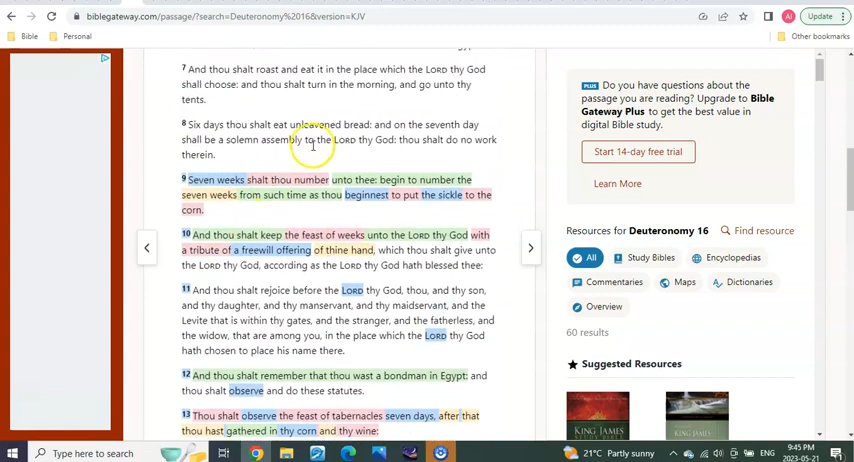 biblegateway.com/passage/?search=Deuteronomy%2016&version=KJV
AI
Update
Bible
Personal
Other bookmarks
7 And thou shalt roast and eat it in the place which the LORD thy God
shall choose: and thou shalt turn in the morning, and go unto thy
tents.
8 Six days thou shalt eat unleavened bread: and on the seventh day
shall be a solemn assembly to the LORD thy God: thou shalt do no work
therein.
9 Seven weeks shalt thou number unto thee: begin to number the
seven weeks from such time as thou beginnest to put the sickle to the
corn.
10 And thou shalt keep the feast of weeks unto the LORD thy God with
a tribute of a freewill offering of thine hand, which thou shalt give unto
the LORD thy God, according as the LORD thy God hath blessed thee:
11 And thou shalt rejoice before the LORD thy God, thou, and thy son,
and thy daughter, and thy manservant, and thy maidservant, and the
Levite that is within thy gates, and the stranger, and the fatherless, and
the widow, that are among you, in the place which the LORD thy God
hath chosen to place his name there.
12 And thou shalt remember that thou wast a bondman in Egypt: and
thou shalt observe and do these statutes.
13 Thou shalt observe the feast of tabernacles seven days, after that
thou hast gathered in thy corn and thy wine:
PLUS Do you have questions about the
passage you are reading? Upgrade to Bible
Gateway Plus to get the best value in
digital Bible study.
Start 14-day free trial
Learn More
Resources for Deuteronomy 16
Find resource
All
Study Bibles
Encyclopedias
Commentaries
Maps
Dictionaries
Overview
60 results
Suggested Resources
KING JAMES
STUDY BIBLE
KING JAMES
Type here to search
21°C Partly sunny
ENG
9:45 PM
2023-05-21